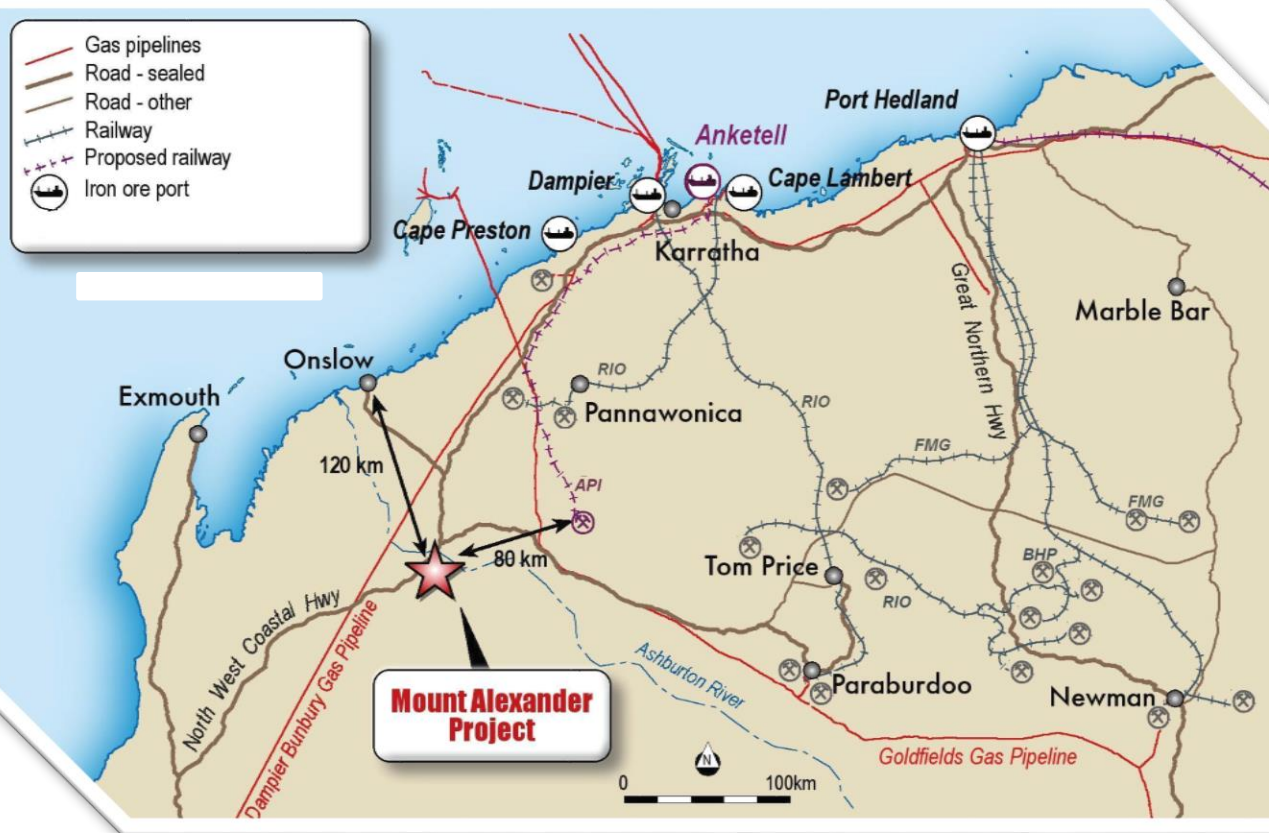 Gas pipelines
Road - sealed
Road - other
Railway
Proposed railway
Iron ore port
Port Hedland
Anketell
Dampier
Cape Lambert
Cape Preston
Karratha
Great Northern Hwy
Marble Bar
Onslow
Exmouth
RIO
Pannawonica
RIO
120 km
FMG
API
FMG
80 km
Tom Price
BHP
RIO
North West Coastal Hwy
Dampier Bunbury Gas Pipeline
Ashburton River
Mount Alexander
Project
Paraburdoo
Newman
Goldfields Gas Pipeline
N
0 100km